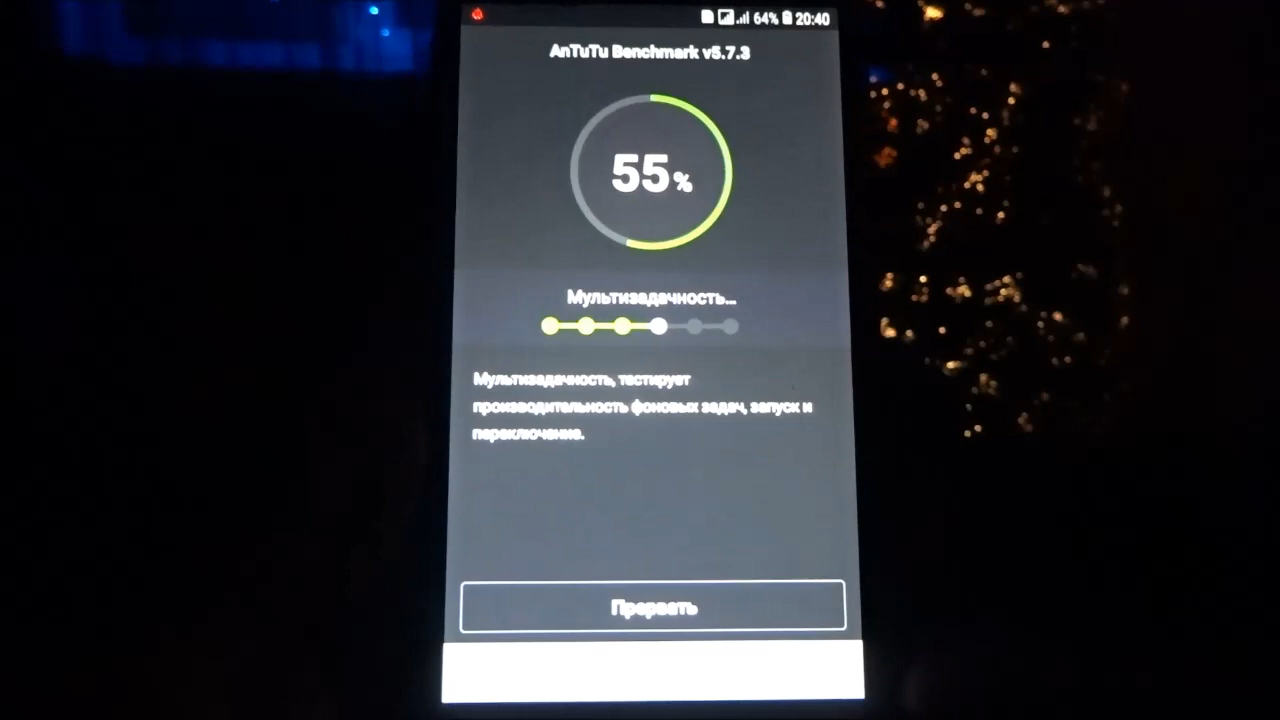 64% 20:40
AnTuTu Benchmark v5.7.3
55%
Мультизадачность...
Мультизадачность, тестирует
производительность фоновых задач, запуск и
переключение.
Прервать